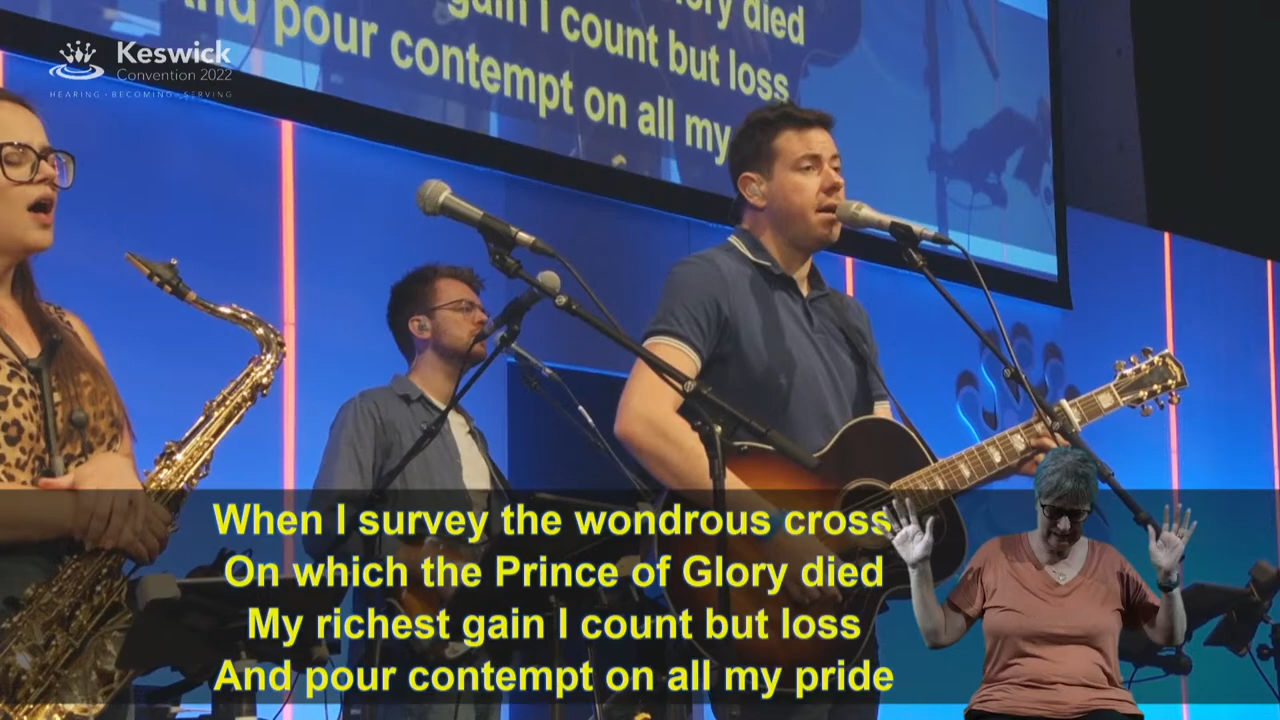 gain I count but loss
And pour contempt on all my
Keswick
Convention 2022
HEARING · BECOMING · SERVING
When I survey the wondrous cross
On which the Prince of Glory died
My richest gain I count but loss
And pour contempt on all my pride